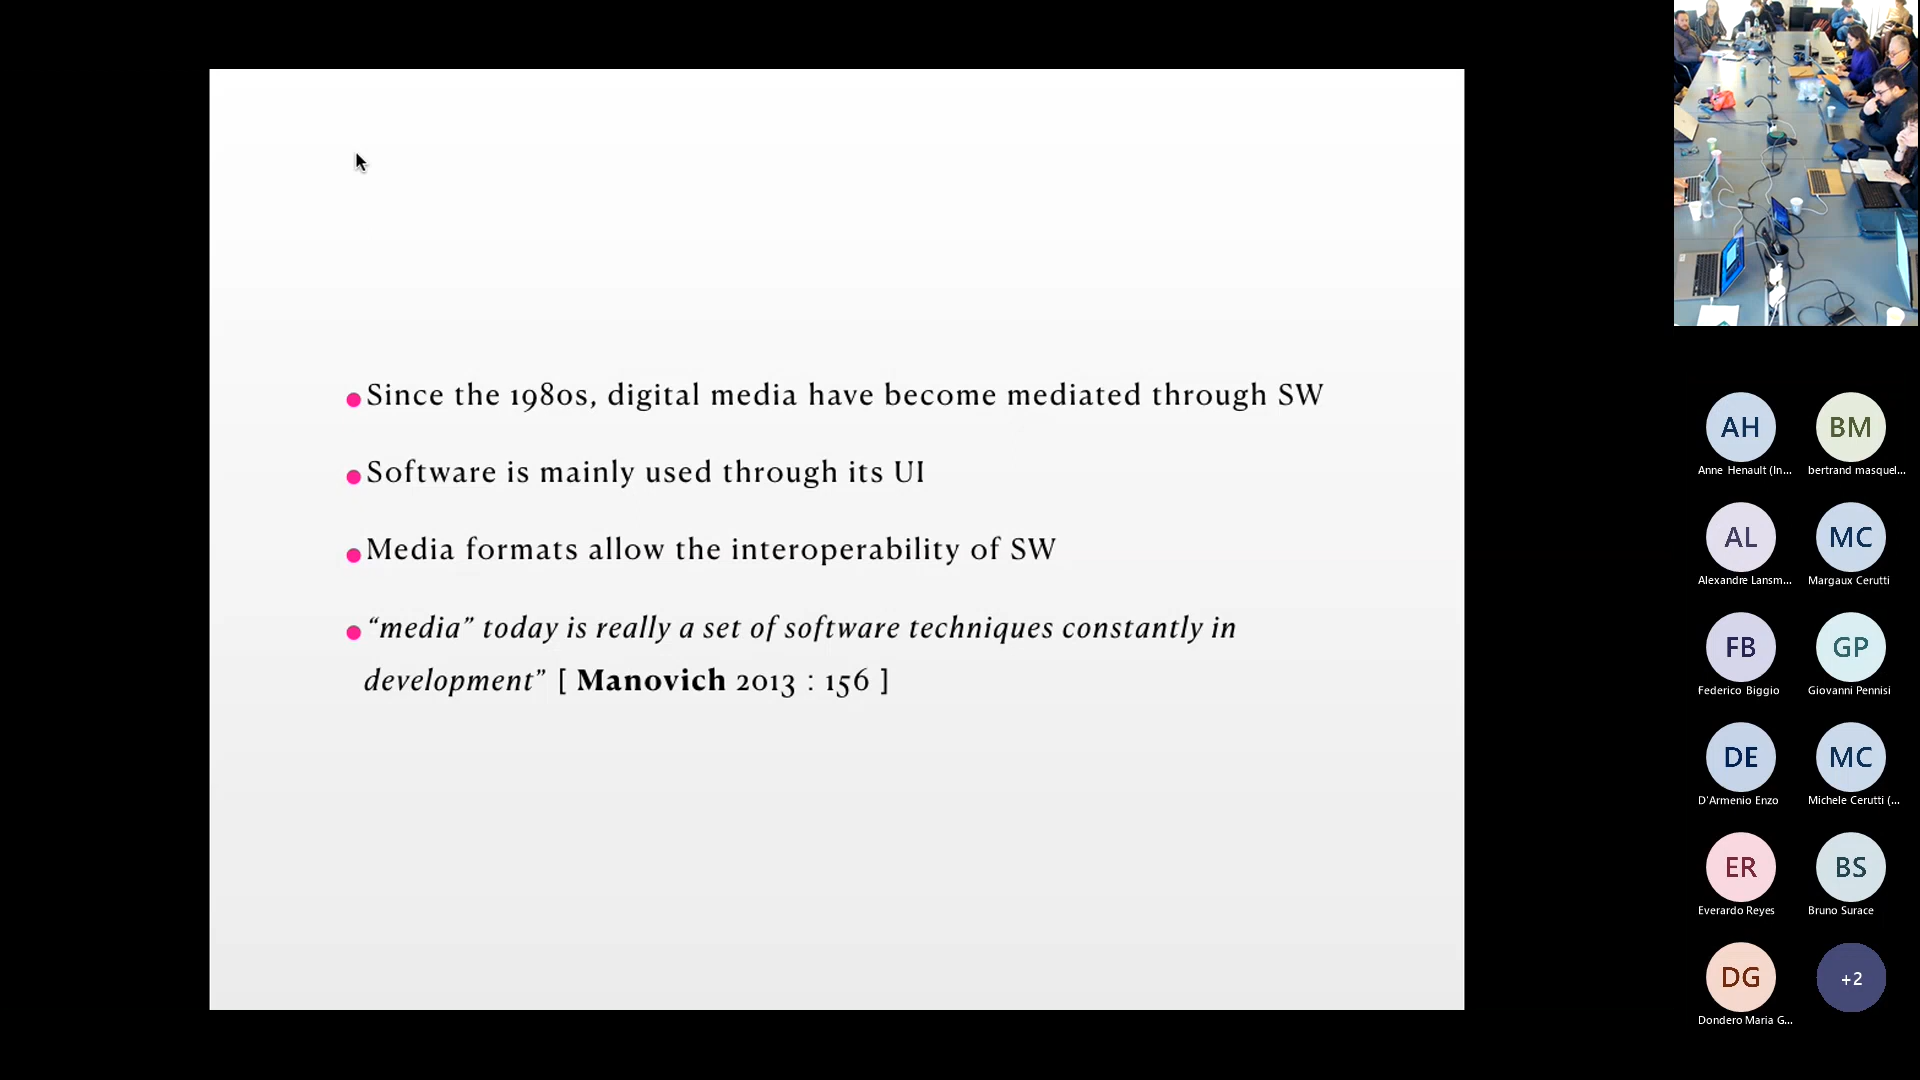 Since the 1980s, digital media have become mediated through SW
Software is mainly used through its UI
Media formats allow the interoperability of SW
“media” today is really a set of software techniques constantly in
development” [ Manovich 2013 : 156 ]
AH
Anne Henault (In...
BM
bertrand masquel...
AL
Alexandre Lansm...
MC
Margaux Cerutti
FB
Federico Biggio
GP
Giovanni Pennisi
DE
D'Armenio Enzo
MC
Michele Cerutti (...
ER
Everardo Reyes
BS
Bruno Surace
DG
Dondero Maria G...
+2